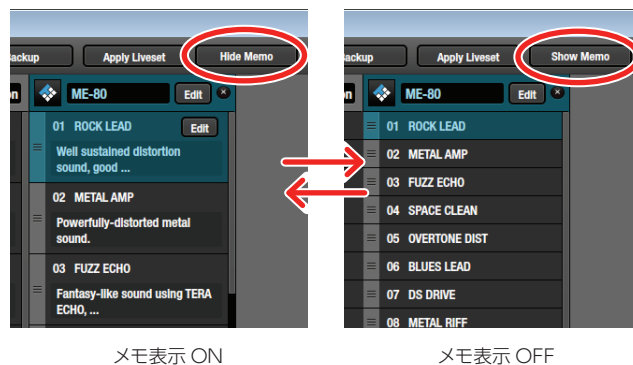 Backup Apply Liveset Hide Memo
n ME-80 Edit
01 ROCK LEAD Edit
Well sustained distortion
sound, good ...
02 METAL AMP
Powerfully-distorted metal
sound.
03 FUZZ ECHO
Fantasy-like sound using TERA
ECHO, ...
メモ表示 ON
ackup Apply Liveset Show Memo
n ME-80 Edit
01 ROCK LEAD
02 METAL AMP
03 FUZZ ECHO
04 SPACE CLEAN
05 OVERTONE DIST
06 BLUES LEAD
07 DS DRIVE
08 METAL RIFF
メモ表示 OFF